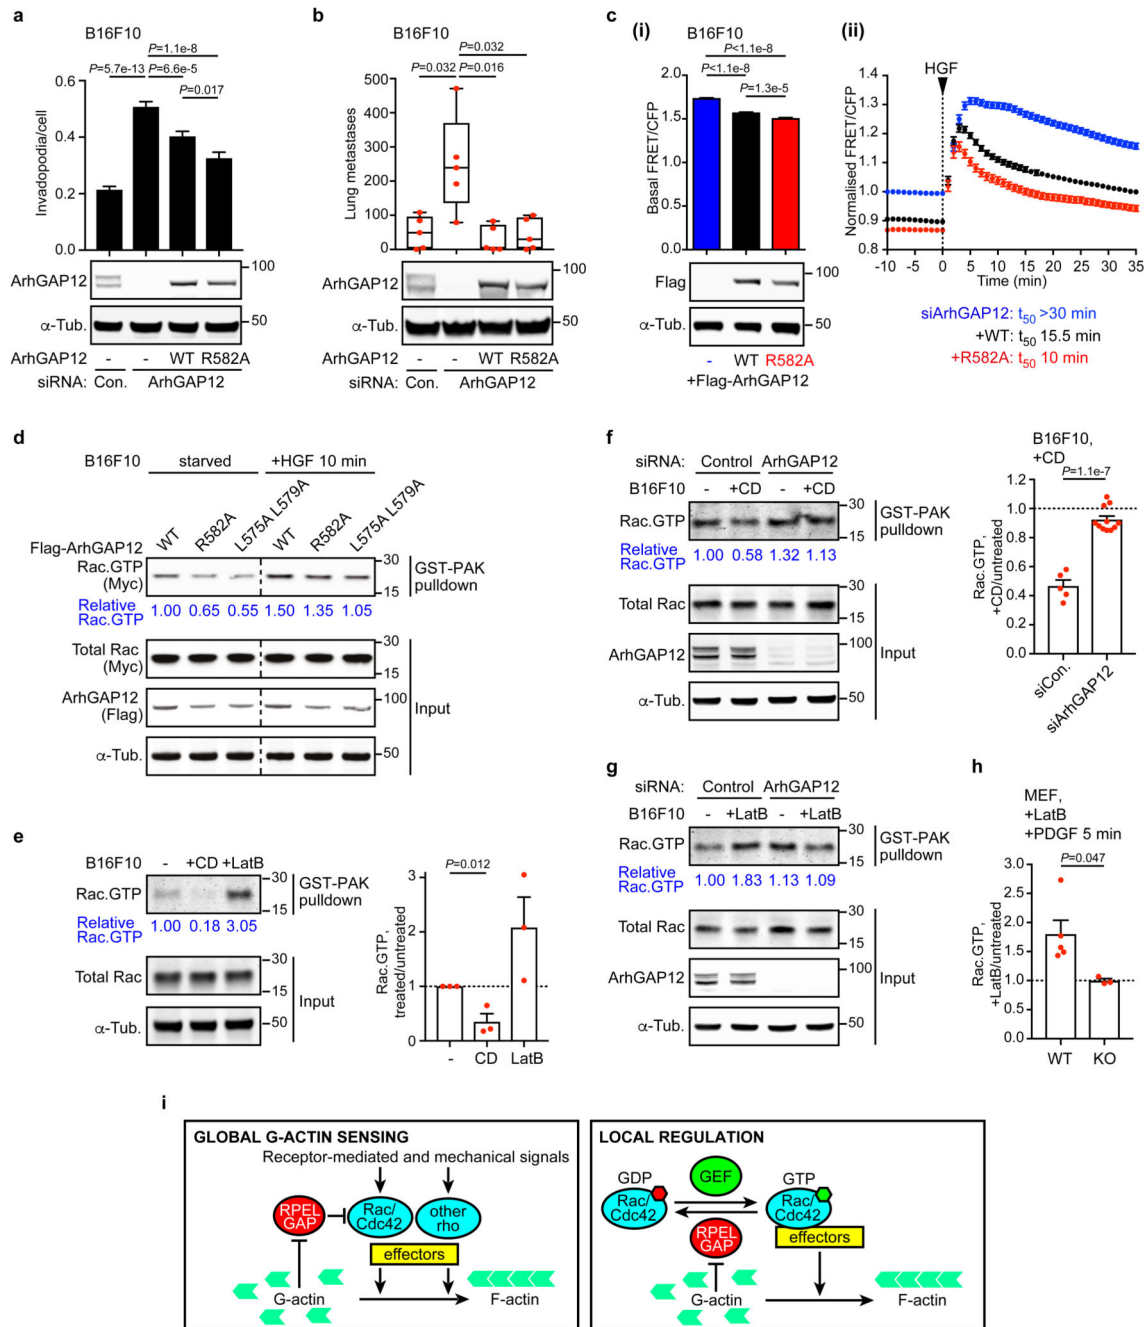 a
B16F10
P=1.1e-8
P=5.7e-13 P=6.6e-5
P=0.017
Invadopodia/cell
0.6
0.4
0.2
0.0
ArhGAP12
100
α-Tub.
50
ArhGAP12 - - WT R582A
siRNA: Con. ArhGAP12
b
B16F10
P=0.032
P=0.032 P=0.016
Lung metastases
500
400
300
200
100
0
ArhGAP12
100
α-Tub.
50
ArhGAP12 - - WT R582A
siRNA: Con. ArhGAP12
c (i)
B16F10
P<1.1e-8
P<1.1e-8
P=1.3e-5
Basal FRET/CFP
2.0
1.5
1.0
0.5
0.0
Flag
100
α-Tub.
50
- WT R582A
+Flag-ArhGAP12
(ii)
HGF
Normalised FRET/CFP
1.4
1.3
1.2
1.1
1.0
0.9
0.8
-10 -5 0 5 10 15 20 25 30 35
Time (min)
siArhGAP12: t50 >30 min
+WT: t50 15.5 min
+R582A: t50 10 min
d
B16F10 starved +HGF 10 min
Flag-ArhGAP12 WT R582A L575A L579A WT R582A L575A L579A
Rac.GTP
(Myc)
30
15
GST-PAK
pulldown
Relative
Rac.GTP
1.00 0.65 0.55 1.50 1.35 1.05
Total Rac
(Myc)
30
15
ArhGAP12
(Flag)
100
Input
α-Tub.
50
e
B16F10 - +CD +LatB
Rac.GTP
30
15
GST-PAK
pulldown
Relative
Rac.GTP
1.00 0.18 3.05
Total Rac
30
15
Input
α-Tub.
50
P=0.012
Rac.GTP,
treated/untreated
3
2
1
0
- CD LatB
f
siRNA: Control ArhGAP12
B16F10 - +CD - +CD
Rac.GTP
30
15
GST-PAK
pulldown
Relative
Rac.GTP
1.00 0.58 1.32 1.13
Total Rac
30
15
ArhGAP12
100
Input
α-Tub.
50
B16F10,
+CD
P=1.1e-7
Rac.GTP,
+CD/untreated
1.2
1.0
0.8
0.6
0.4
0.2
0.0
siCon.
siArhGAP12
g
siRNA: Control ArhGAP12
B16F10 - +LatB - +LatB
Rac.GTP
30
15
GST-PAK
pulldown
Relative
Rac.GTP
1.00 1.83 1.13 1.09
Total Rac
30
15
ArhGAP12
100
Input
α-Tub.
50
h
MEF,
+LatB
+PDGF 5 min
P=0.047
Rac.GTP,
+LatB/untreated
3.0
2.5
2.0
1.5
1.0
0.5
0.0
WT KO
i
GLOBAL G-ACTIN SENSING
Receptor-mediated and mechanical signals
RPEL
GAP
Rac/
Cdc42
other
rho
effectors
G-actin
F-actin
LOCAL REGULATION
GDP
Rac/
Cdc42
GEF
GTP
Rac/
Cdc42
effectors
RPEL
GAP
G-actin
F-actin